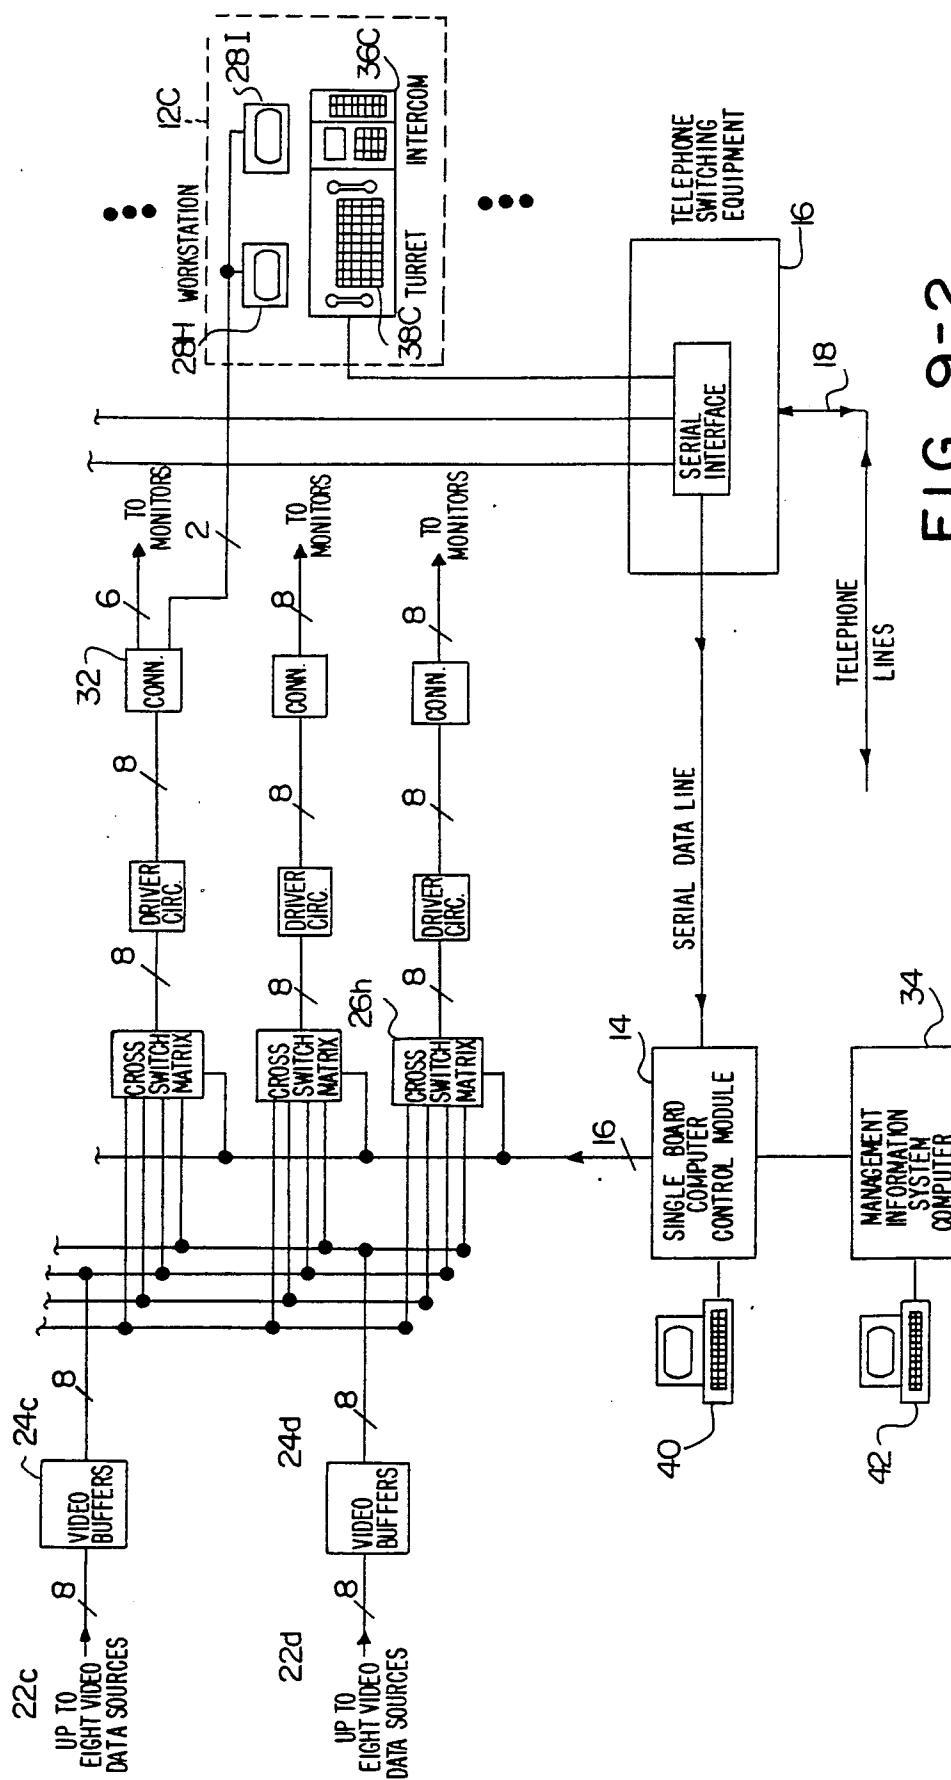 22c
UP TO
EIGHT VIDEO
DATA SOURCES
8
24c
VIDEO
BUFFERS
8
22d
UP TO
EIGHT VIDEO
DATA SOURCES
8
24d
VIDEO
BUFFERS
8
CROSS
SWITCH
MATRIX
8
DRIVER
CIRC.
8
32
CONN.
6
TO
MONITORS
2
CROSS
SWITCH
MATRIX
8
DRIVER
CIRC.
8
CONN.
8
TO
MONITORS
26h
CROSS
SWITCH
MATRIX
8
DRIVER
CIRC.
8
CONN.
8
TO
MONITORS
12C
WORKSTATION
28H
28I
38C
TURRET
INTERCOM
36C
16
14
SINGLE BOARD
COMPUTER
CONTROL MODULE
40
SERIAL DATA LINE
SERIAL
INTERFACE
TELEPHONE
SWITCHING
EQUIPMENT
16
18
TELEPHONE
LINES
34
MANAGEMENT
INFORMATION
SYSTEM
COMPUTER
42
FIG 9-2